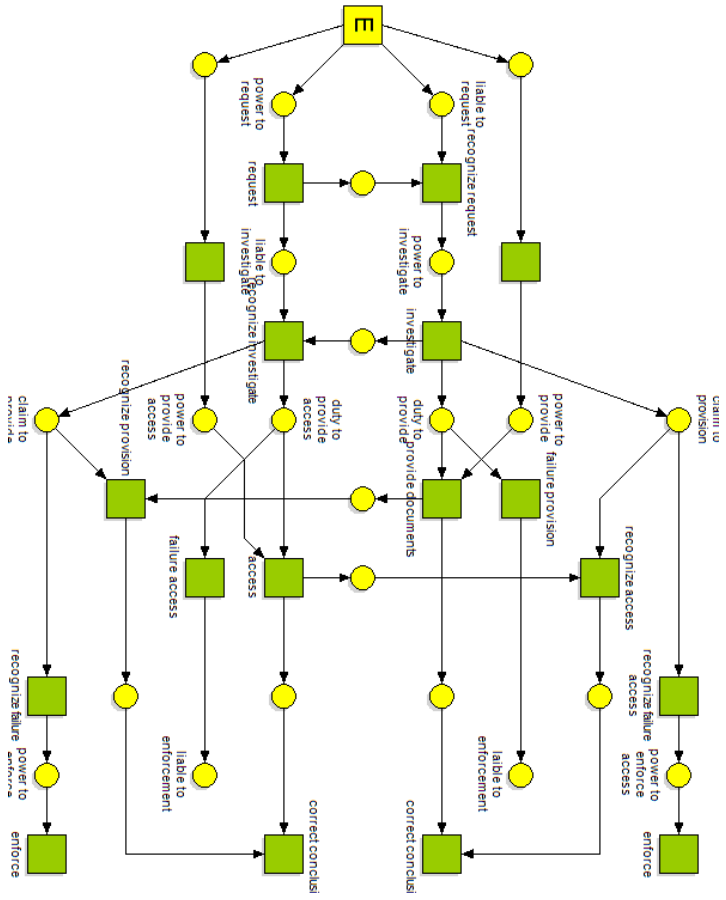 E
power to
request
liable to
request
recognize request
request
liable to
investigate
power to
investigate
recognize investigate
investigate
claim to
provide
power to
provide
access
duty to
provide
access
duty to
provide
power to
provide
claim to
provision
recognize provision
provide documents
failure provision
failure access
access
recognize access
recognize failure
recognize failure
access
power to
enforce
liable to
enforcement
laible to
enforcement
power to
enforce
access
enforce
correct conclusi
correct conclusi
enforce